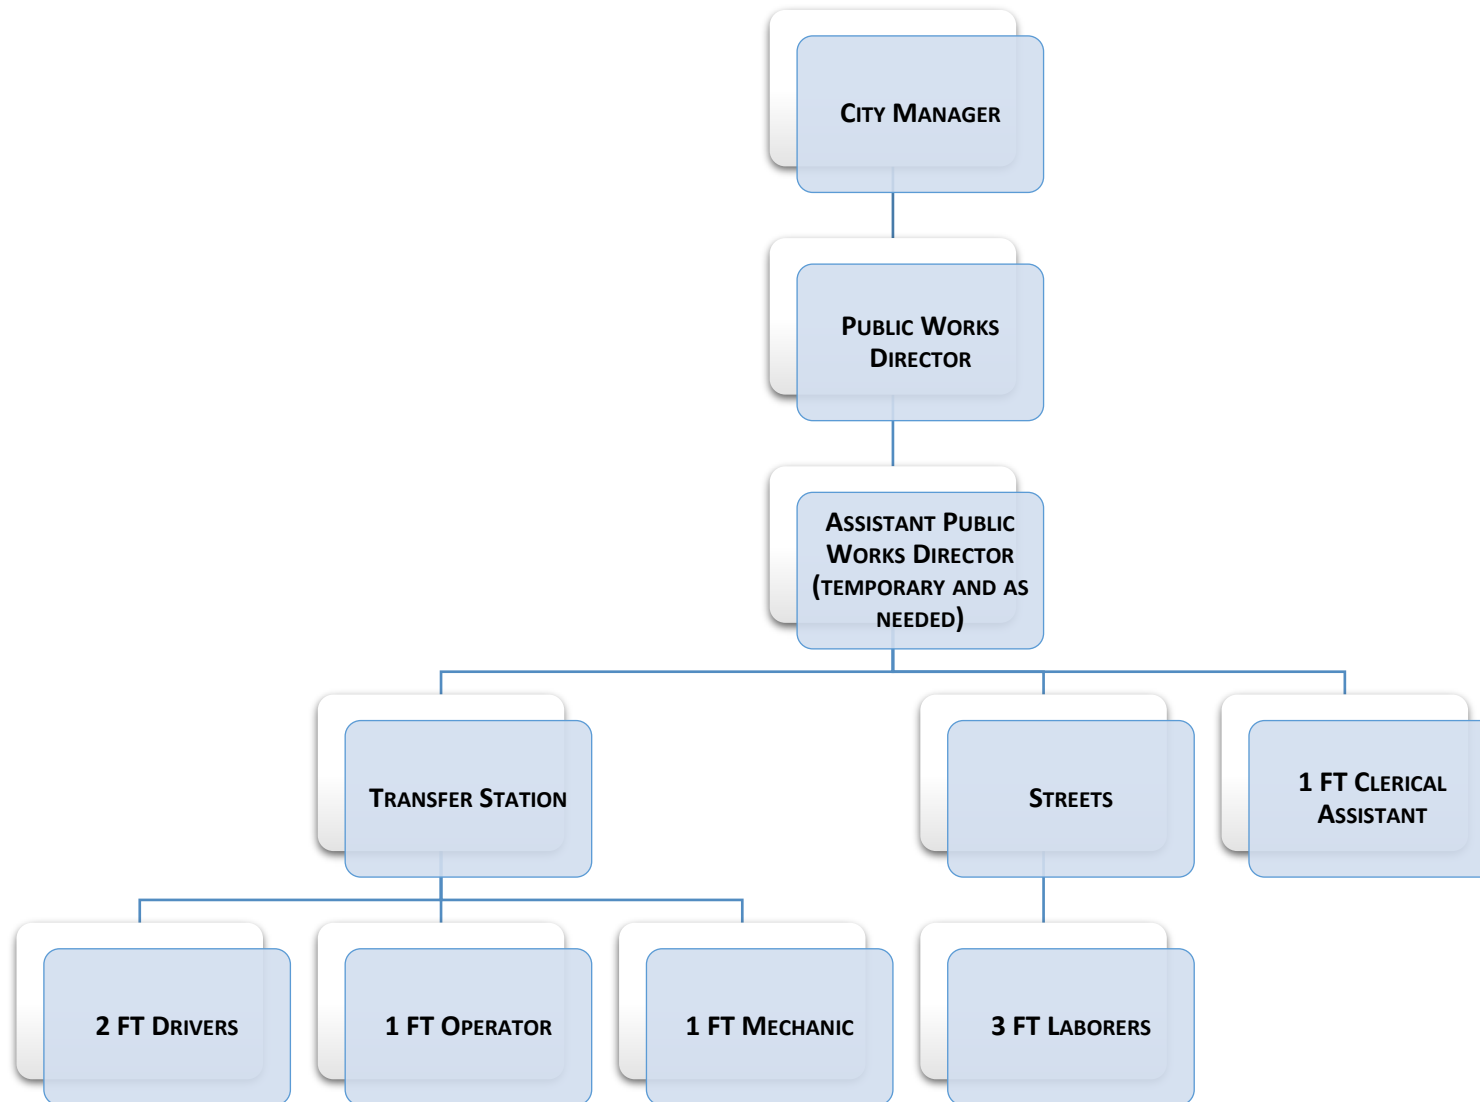 City Manager
Public Works
Director
Assistant Public
Works Director
(temporary and as
needed)
Transfer Station
Streets
1 FT Clerical
Assistant
2 FT Drivers
1 FT Operator
1 FT Mechanic
3 FT Laborers